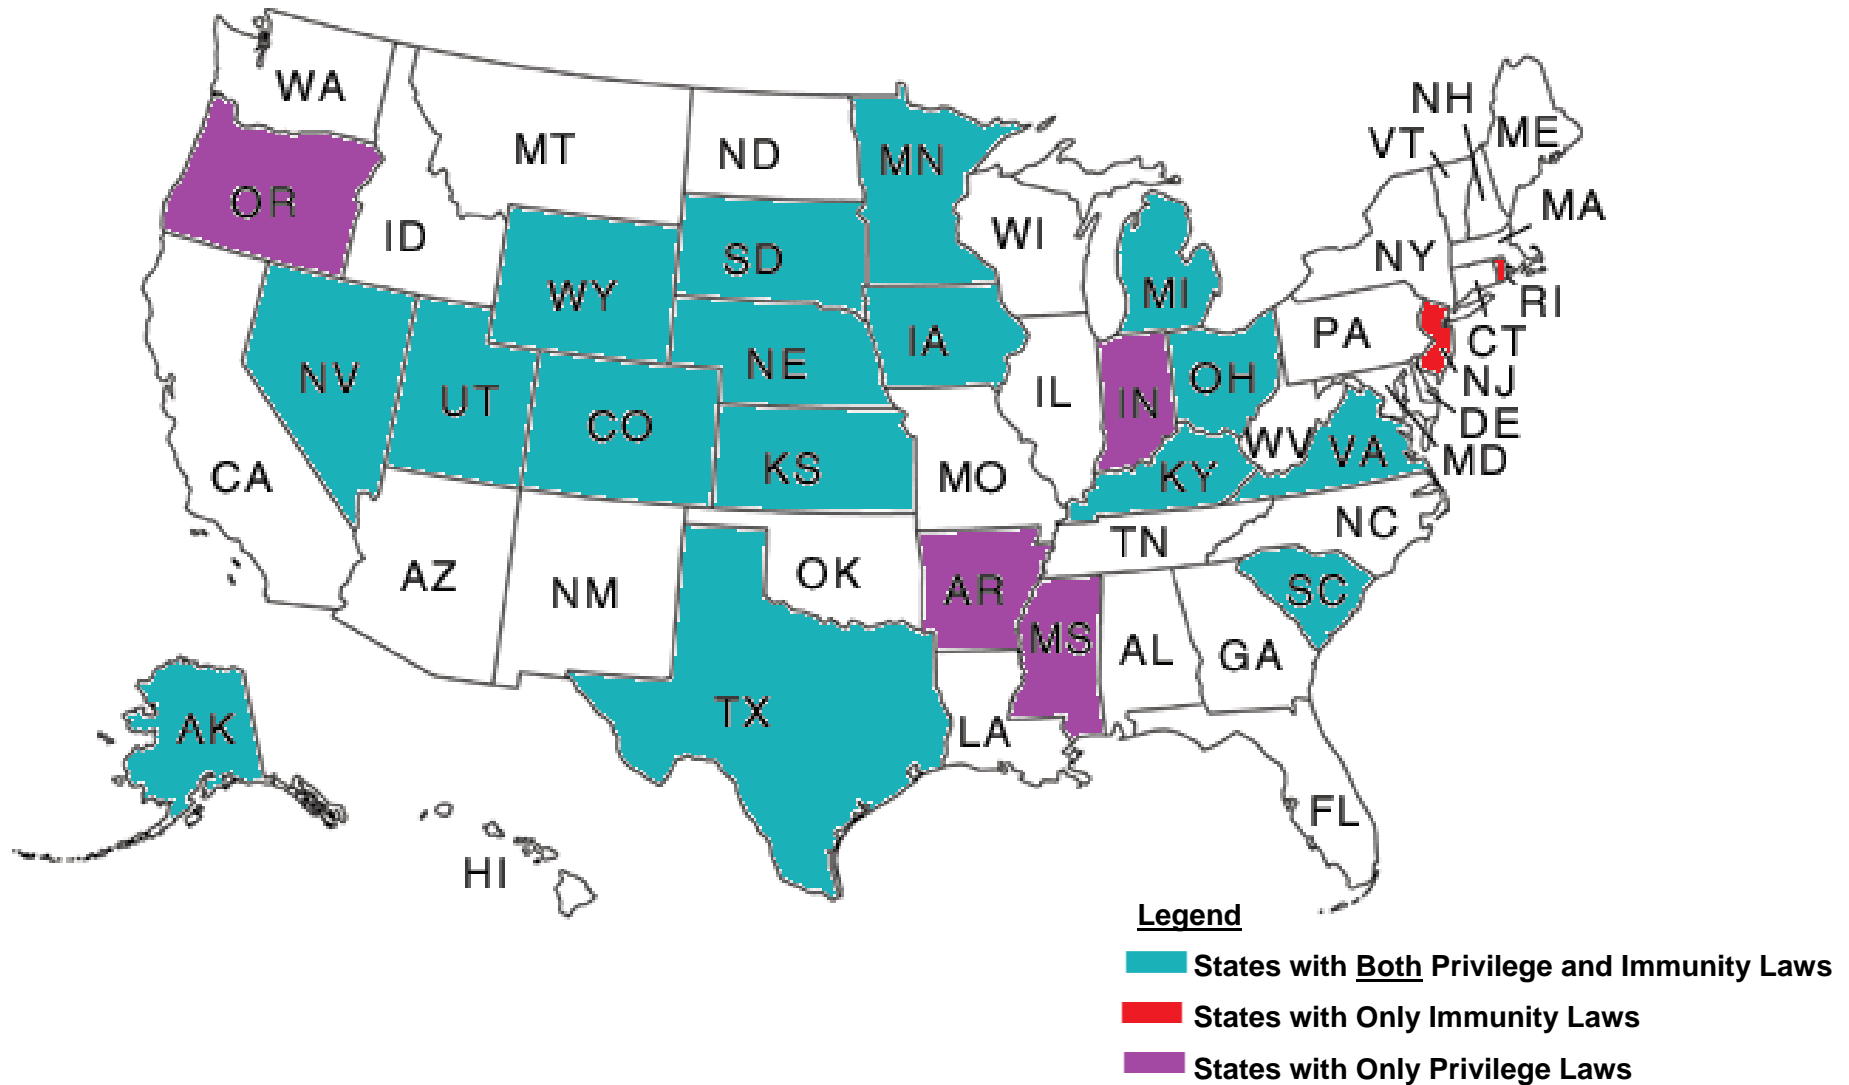 WA
MT
ND
MN
OR
ID
SD
WY
WI
MI
NH
VT
ME
MA
NY
RI
PA
CT
NJ
DE
MD
NV
UT
CO
NE
IA
IL
IN
OH
WV
VA
KY
CA
KS
MO
NC
TN
AZ
NM
OK
AR
SC
MS
AL
GA
AK
TX
LA
FL
HI
Legend
States with Both Privilege and Immunity Laws
States with Only Immunity Laws
States with Only Privilege Laws